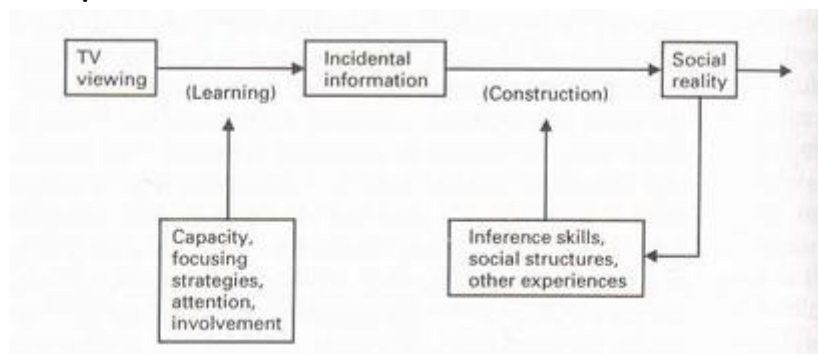 TV
viewing
(Learning)
Incidental
information
(Construction)
Social
reality
Capacity,
focusing
strategies,
attention,
involvement
Inference skills,
social structures,
other experiences